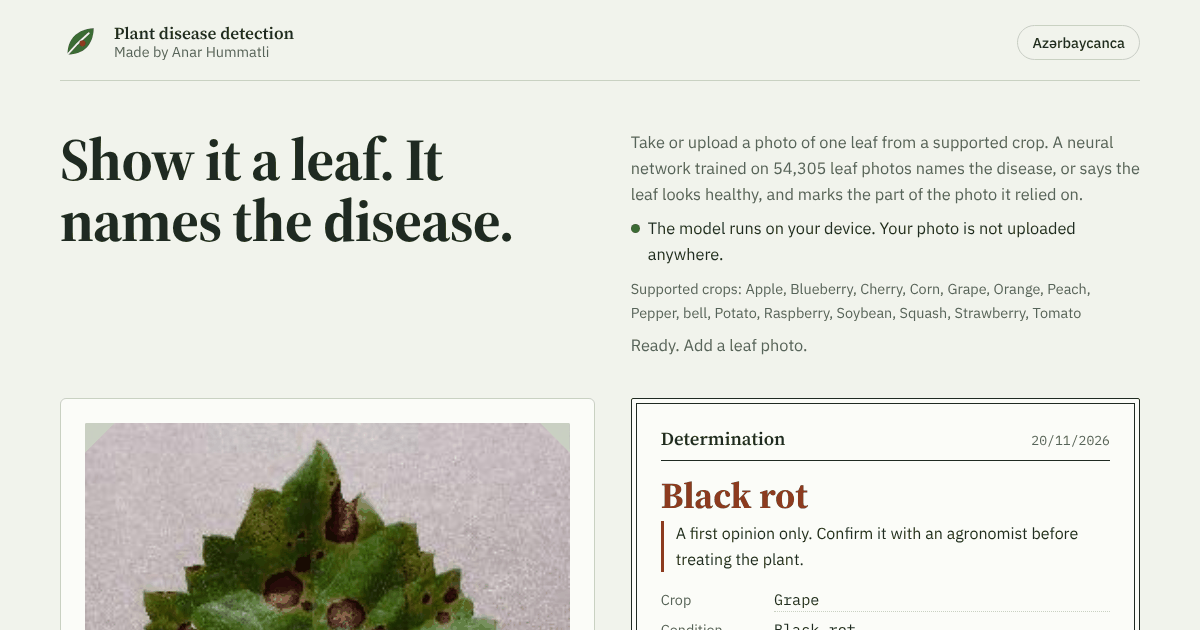 Plant disease detection
Made by Anar Hummatli
Azərbaycanca
Show it a leaf. It
names the disease.
Take or upload a photo of one leaf from a supported crop. A neural
network trained on 54,305 leaf photos names the disease, or says the
leaf looks healthy, and marks the part of the photo it relied on.
The model runs on your device. Your photo is not uploaded
anywhere.
Supported crops: Apple, Blueberry, Cherry, Corn, Grape, Orange, Peach,
Pepper, bell, Potato, Raspberry, Soybean, Squash, Strawberry, Tomato
Ready. Add a leaf photo.
Determination
20/11/2026
Black rot
A first opinion only. Confirm it with an agronomist before
treating the plant.
Crop
Grape
Condition
Black rot